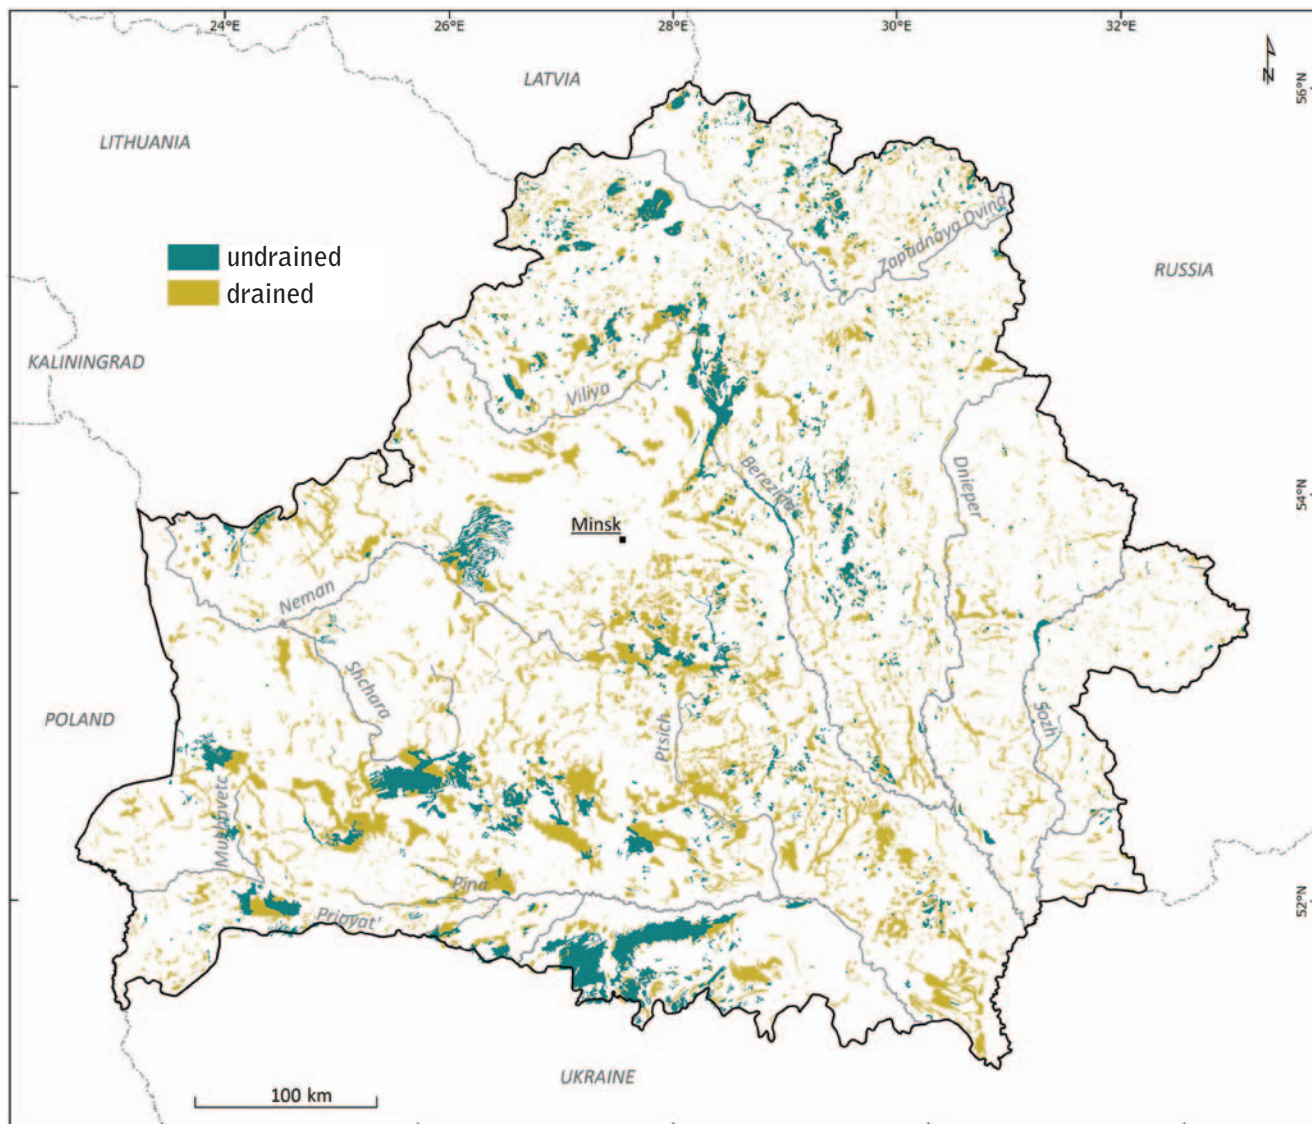 24°E 26°E 28°E 30°E 32°E
LATVIA
N
56°N
LITHUANIA
Zapadnaya Dvina
undrained
RUSSIA
drained
KALININGRAD
Viliya
Berezina
Dnieper
54°N
Minsk
Neman
Shchara
POLAND
Ptsich
Sozh
Mukhavetc
Pina
52°N
Pripyat'
UKRAINE
100 km